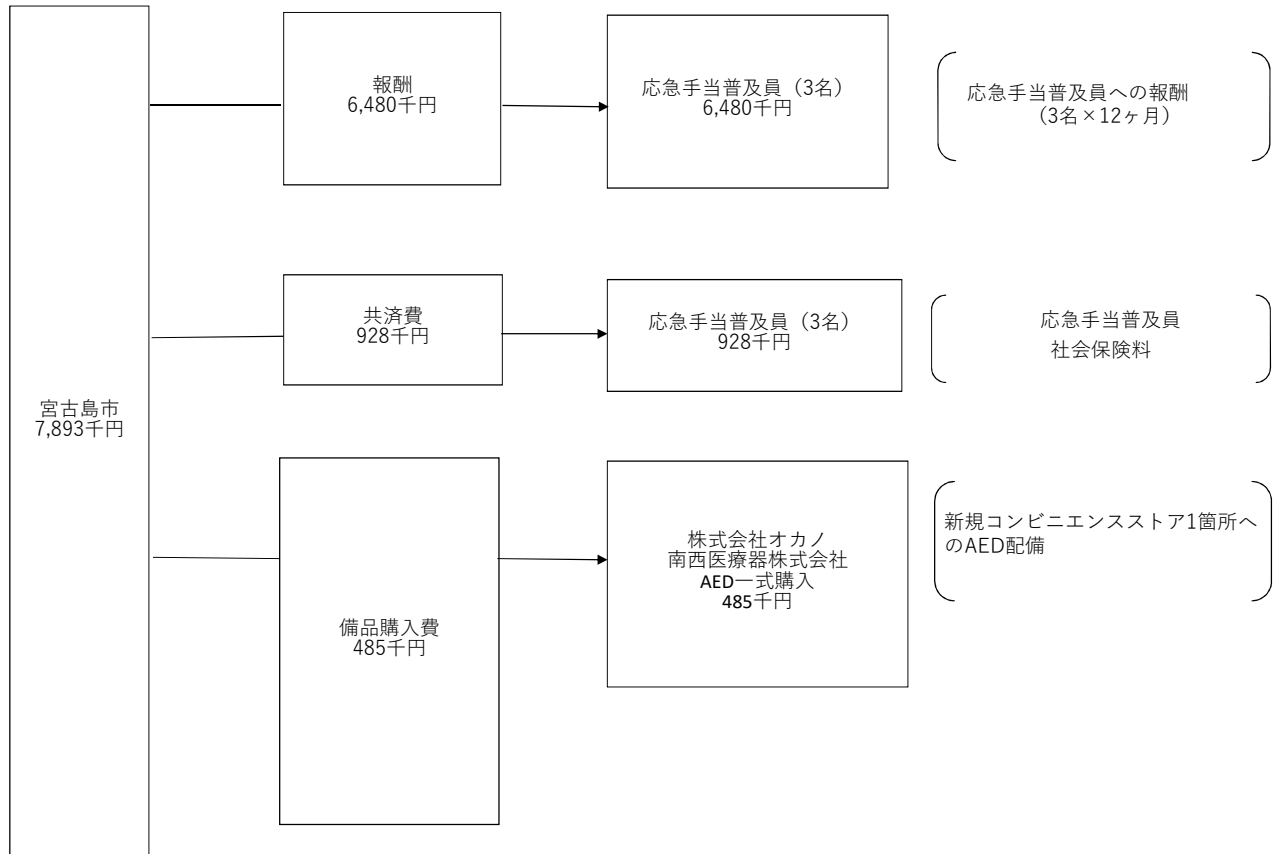 宮古島市
7,893千円
報酬
6,480千円
応急手当普及員（3名）
6,480千円
応急手当普及員への報酬
（3名×12ヶ月）
共済費
928千円
応急手当普及員（3名）
928千円
応急手当普及員
社会保険料
備品購入費
485千円
株式会社オカノ
南西医療器株式会社
AED一式購入
485千円
新規コンビニエンスストア1箇所へ
のAED配備